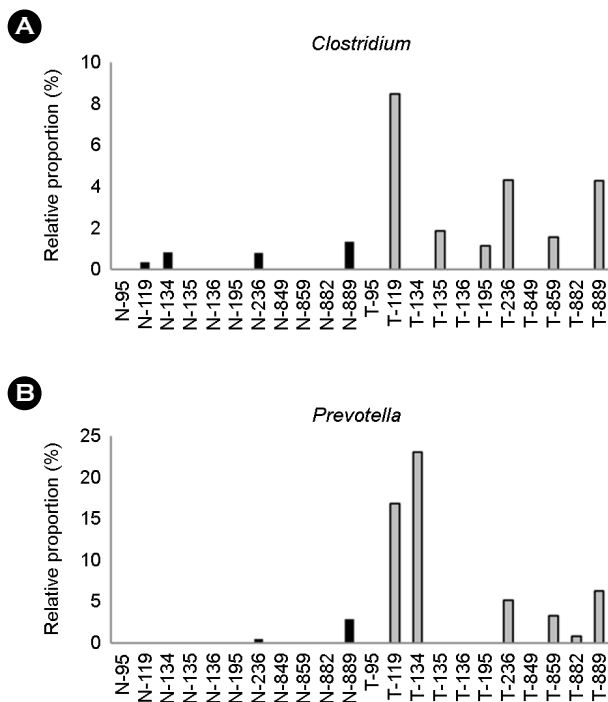 A
Clostridium
Relative proportion (%)
10
8
6
4
2
0
N-95
N-119
N-134
N-135
N-136
N-195
N-236
N-849
N-859
N-882
N-889
T-95
T-119
T-134
T-135
T-136
T-195
T-236
T-849
T-859
T-882
T-889
B
Prevotella
Relative proportion (%)
25
20
15
10
5
0
N-95
N-119
N-134
N-135
N-136
N-195
N-236
N-849
N-859
N-882
N-889
T-95
T-119
T-134
T-135
T-136
T-195
T-236
T-849
T-859
T-882
T-889